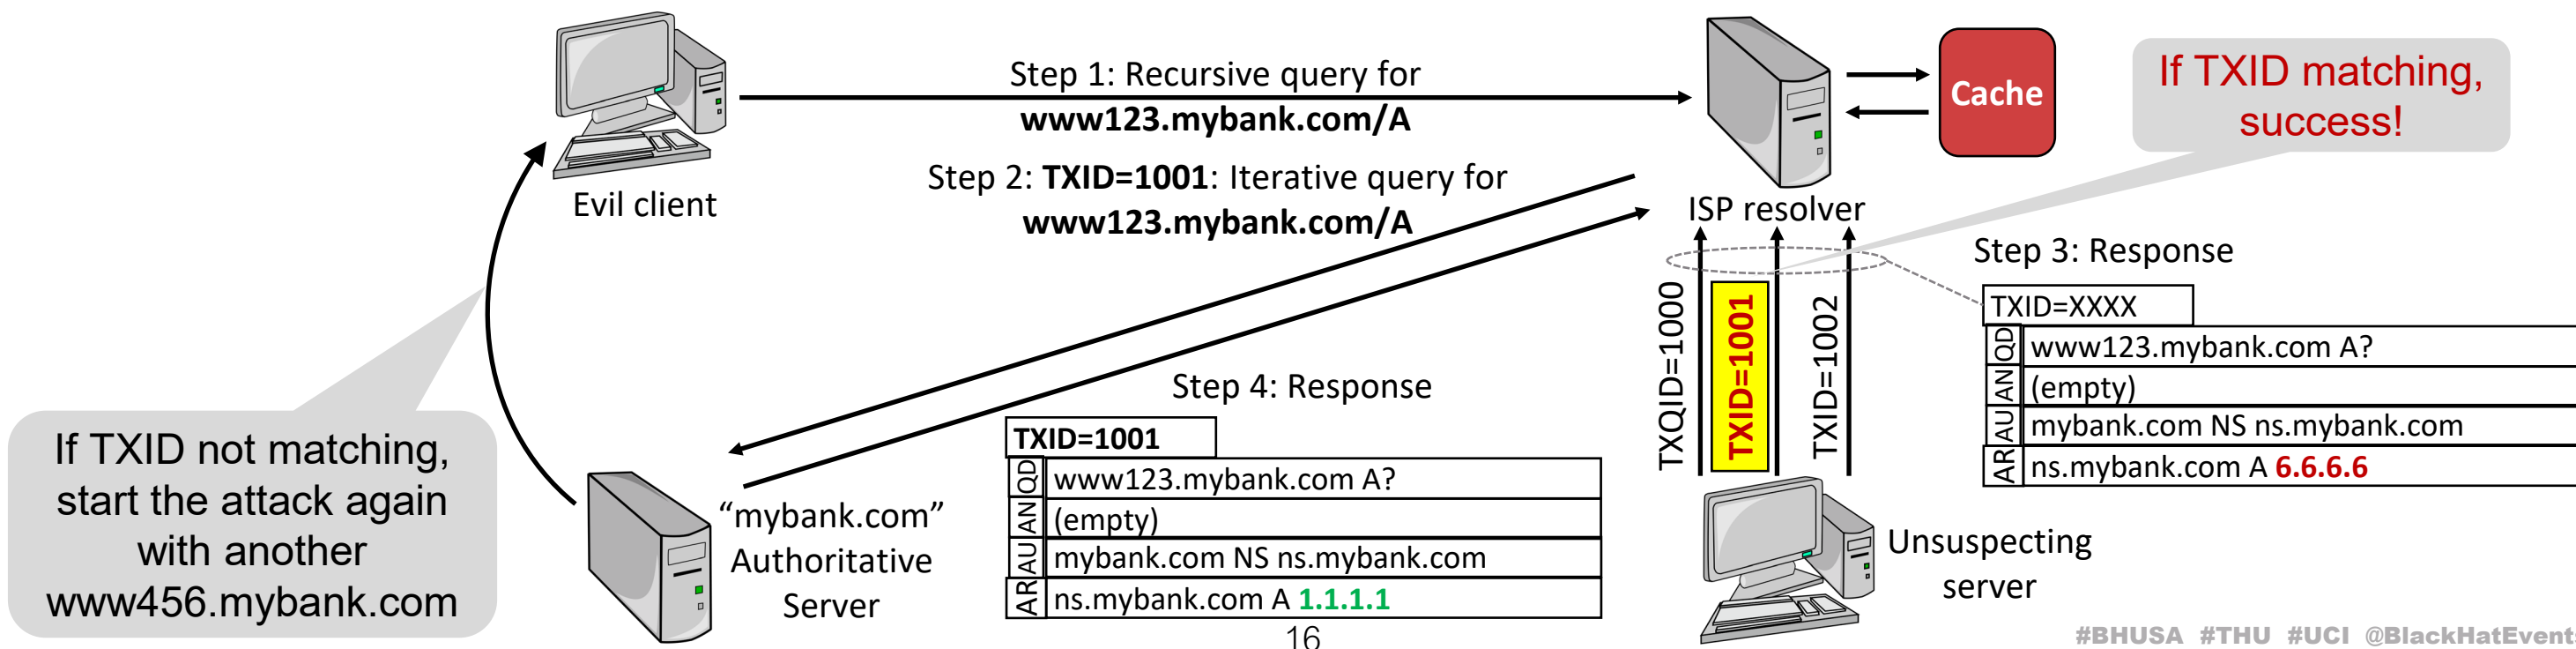 Step 1: Recursive query for
www123.mybank.com/A
Step 2: TXID=1001: Iterative query for
www123.mybank.com/A
Evil client
ISP resolver
Cache
If TXID matching,
success!
Step 3: Response
TXQID=1000
TXID=1001
TXID=1002
TXID=XXXX
QD www123.mybank.com A?
AN (empty)
AU mybank.com NS ns.mybank.com
AR ns.mybank.com A 6.6.6.6
Step 4: Response
TXID=1001
QD www123.mybank.com A?
AN (empty)
AU mybank.com NS ns.mybank.com
AR ns.mybank.com A 1.1.1.1
If TXID not matching,
start the attack again
with another
www456.mybank.com
“mybank.com”
Authoritative
Server
Unsuspecting
server
16
#BHUSA #THU #UCI @BlackHatEvents